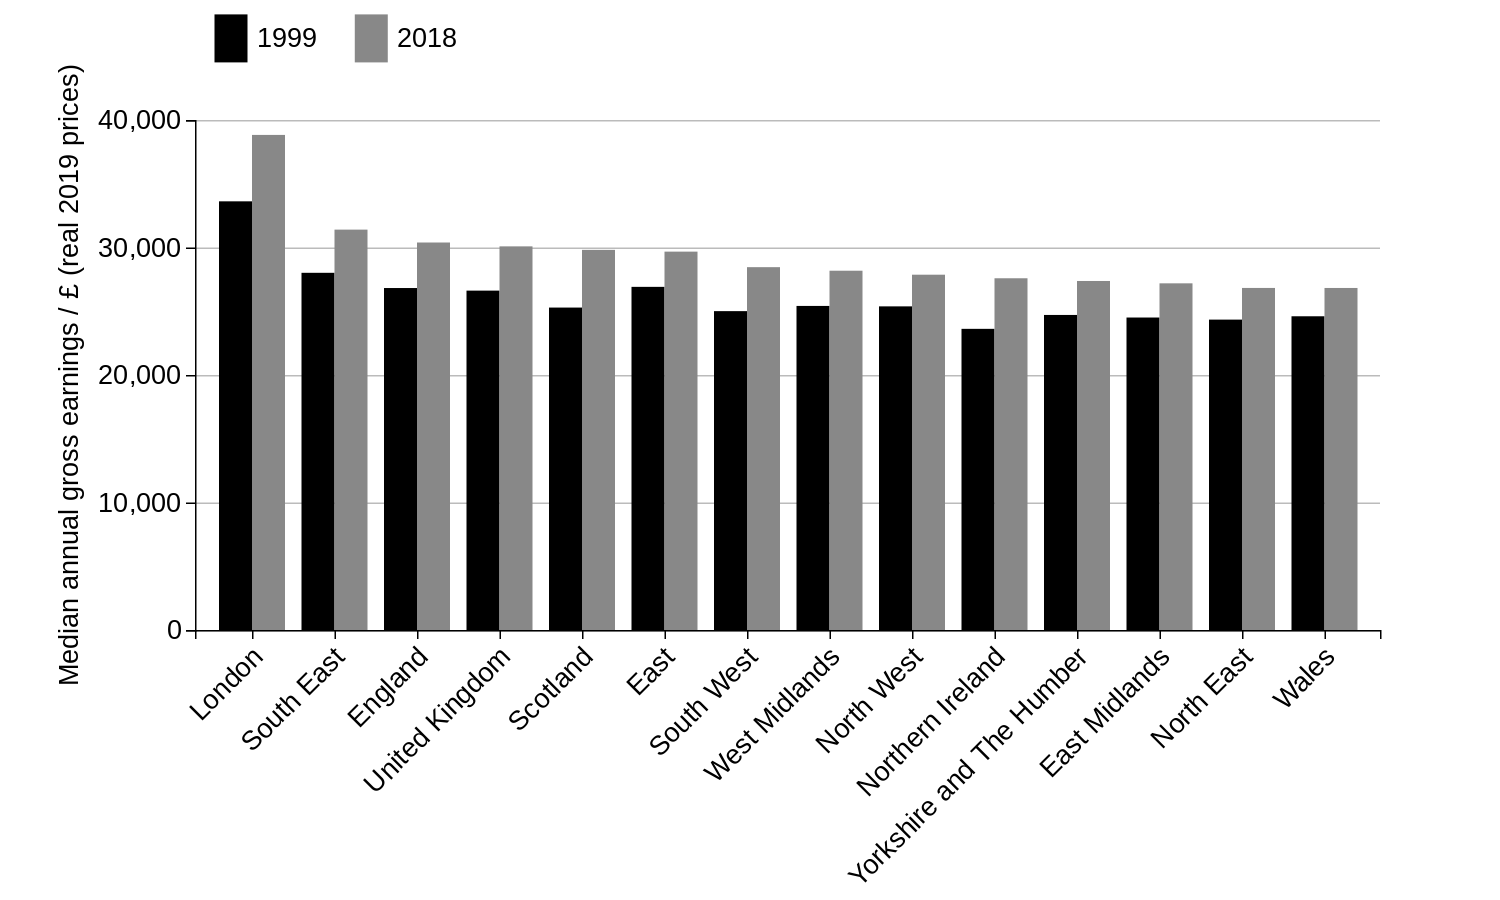 1999
2018
Median annual gross earnings / £ (real 2019 prices)
40,000
30,000
20,000
10,000
0
London
South East
England
United Kingdom
Scotland
East
South West
West Midlands
North West
Northern Ireland
Yorkshire and The Humber
East Midlands
North East
Wales